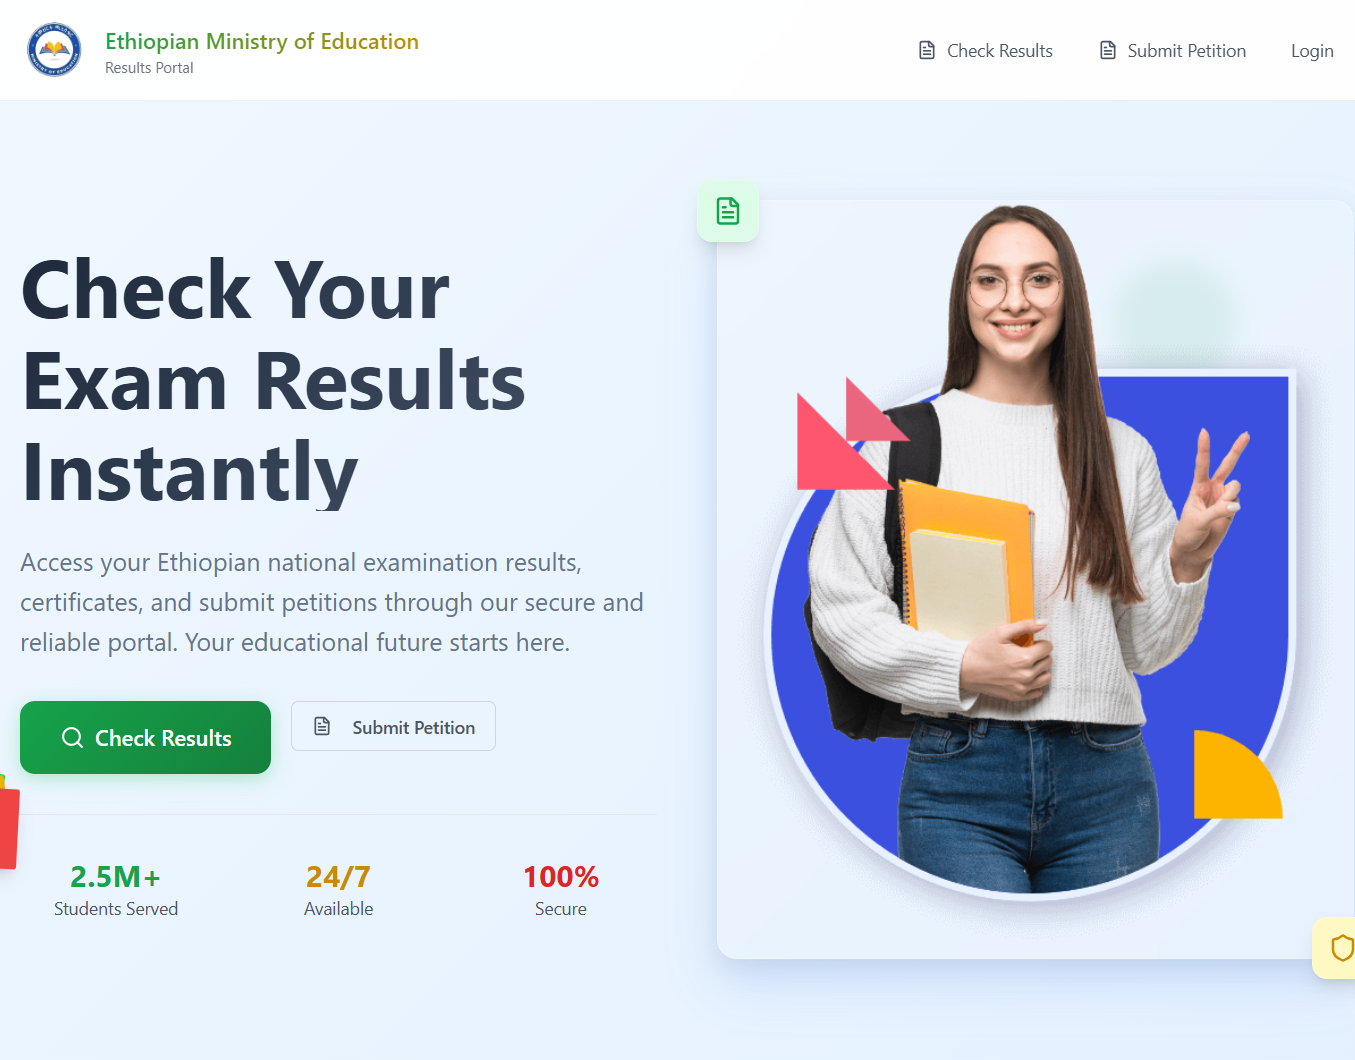 Ethiopian Ministry of Education
Results Portal
Check Results
Submit Petition
Login
Check Your
Exam Results
Instantly
Access your Ethiopian national examination results,
certificates, and submit petitions through our secure and
reliable portal. Your educational future starts here.
Check Results
Submit Petition
2.5M+
Students Served
24/7
Available
100%
Secure